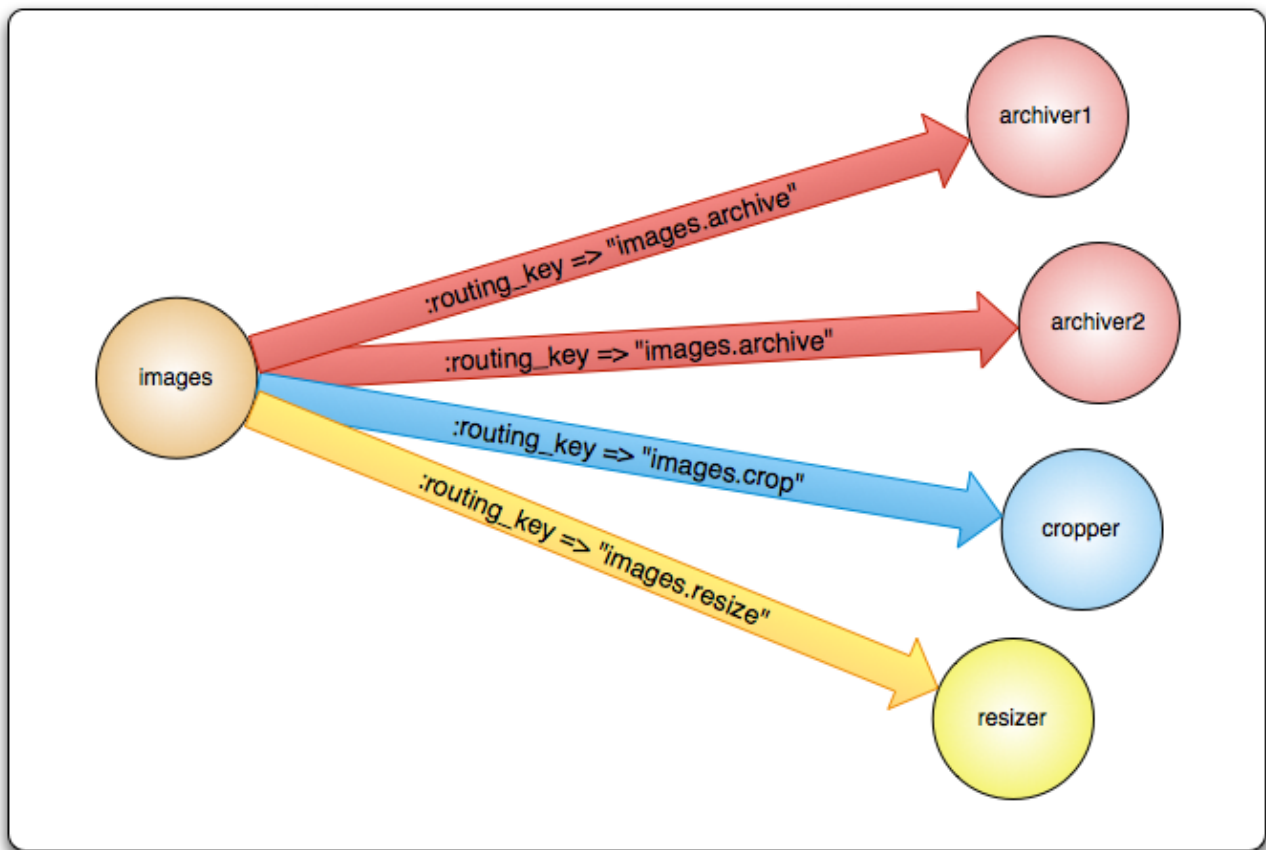 archiver1
:routing_key => "images.archive"
archiver2
:routing_key => "images.archive"
images
:routing_key => "images.crop"
cropper
:routing_key => "images.resize"
resizer